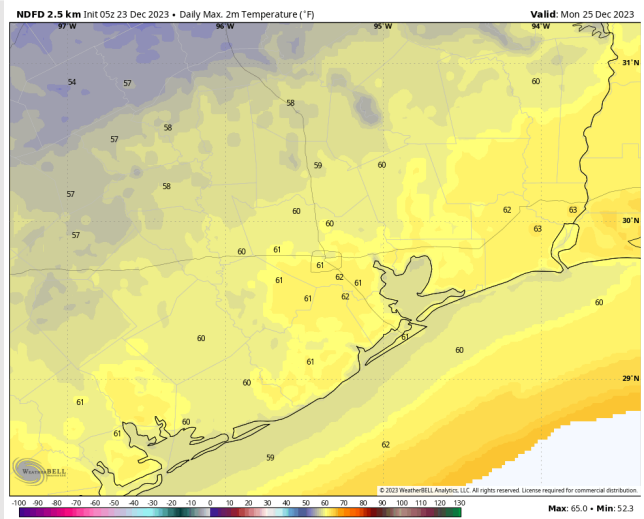 NDFD 2.5 km Init 05z 23 Dec 2023 • Daily Max. 2m Temperature (°F)
Valid: Mon 25 Dec 2023
97°W 96°W 95°W 94°W
31°N
54 57 60
58
58
57
59 60
58
57
60 62 63
60 63
30°N
57
60 61
61
62
61 61
61 62
60
60
61
60
61
29°N
60
61
60
61
62
59
WEATHERBELL
© 2023 WeatherBELL Analytics, LLC. All rights reserved. License required for commercial distribution.
-100 -90 -80 -70 -60 -50 -40 -30 -20 -10 0 10 20 30 40 50 60 70 80 90 100 110 120 130
Max: 65.0 • Min: 52.3